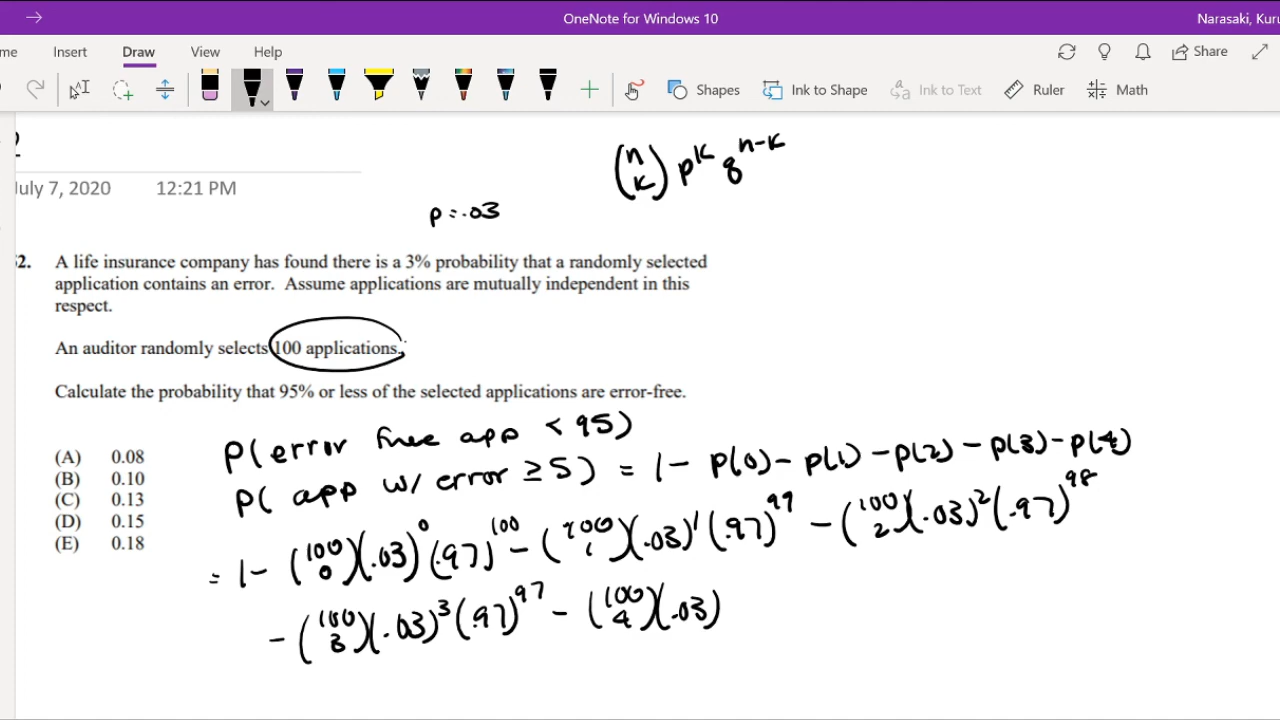 OneNote for Windows 10
Narasaki, Kuru
me Insert Draw View Help Share
Shapes Ink to Shape Ink to Text Ruler Math
2
July 7, 2020 12:21 PM
(n k) p^k q^n-k
p = .03
52. A life insurance company has found there is a 3% probability that a randomly selected
application contains an error. Assume applications are mutually independent in this
respect.
An auditor randomly selects 100 applications.
Calculate the probability that 95% or less of the selected applications are error-free.
(A) 0.08
(B) 0.10
(C) 0.13
(D) 0.15
(E) 0.18
P(error free app < 95)
P( app w/ error ≥ 5) = 1 - P(0) - P(1) - P(2) - P(3) - P(4)
= 1 - (100 0)(.03)^0 (.97)^100 - (100 1)(.03)^1 (.97)^99 - (100 2)(.03)^2 (.97)^98
- (100 3)(.03)^3 (.97)^97 - (100 4)(.03)